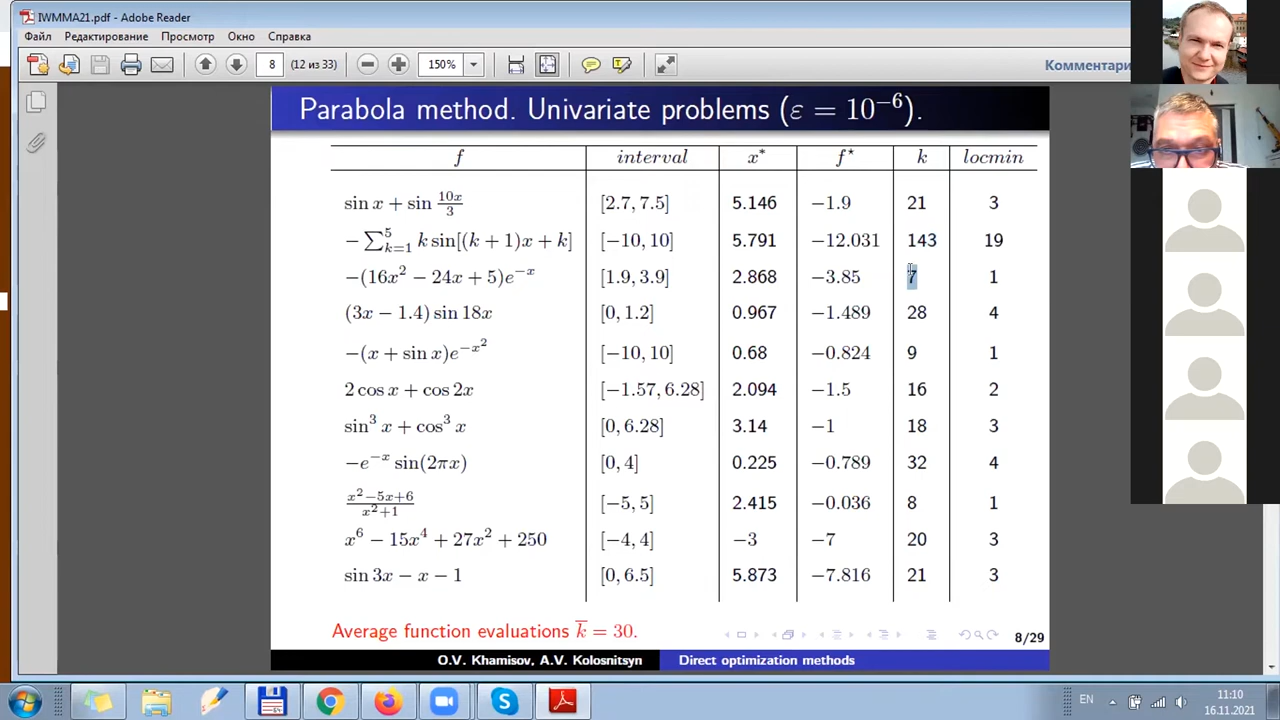 IWMMA21.pdf - Adobe Reader
Файл Редактирование Просмотр Окно Справка
8 (12 из 33) 150% Комментари
Parabola method. Univariate problems (ε = 10⁻⁶).
f interval x* f⋆ k locmin
sin x + sin 10x/3 [2.7, 7.5] 5.146 −1.9 21 3
−∑⁵ₖ₌₁ k sin[(k + 1)x + k] [−10, 10] 5.791 −12.031 143 19
−(16x² − 24x + 5)e⁻ˣ [1.9, 3.9] 2.868 −3.85 7 1
(3x − 1.4) sin 18x [0, 1.2] 0.967 −1.489 28 4
−(x + sin x)e^{−x²} [−10, 10] 0.68 −0.824 9 1
2 cos x + cos 2x [−1.57, 6.28] 2.094 −1.5 16 2
sin³ x + cos³ x [0, 6.28] 3.14 −1 18 3
−e⁻ˣ sin(2πx) [0, 4] 0.225 −0.789 32 4
x²−5x+6/x²+1 [−5, 5] 2.415 −0.036 8 1
x⁶ − 15x⁴ + 27x² + 250 [−4, 4] −3 −7 20 3
sin 3x − x − 1 [0, 6.5] 5.873 −7.816 21 3
Average function evaluations k̅ = 30.
8/29
O.V. Khamisov, A.V. Kolosnitsyn Direct optimization methods
EN 11:10
16.11.2021